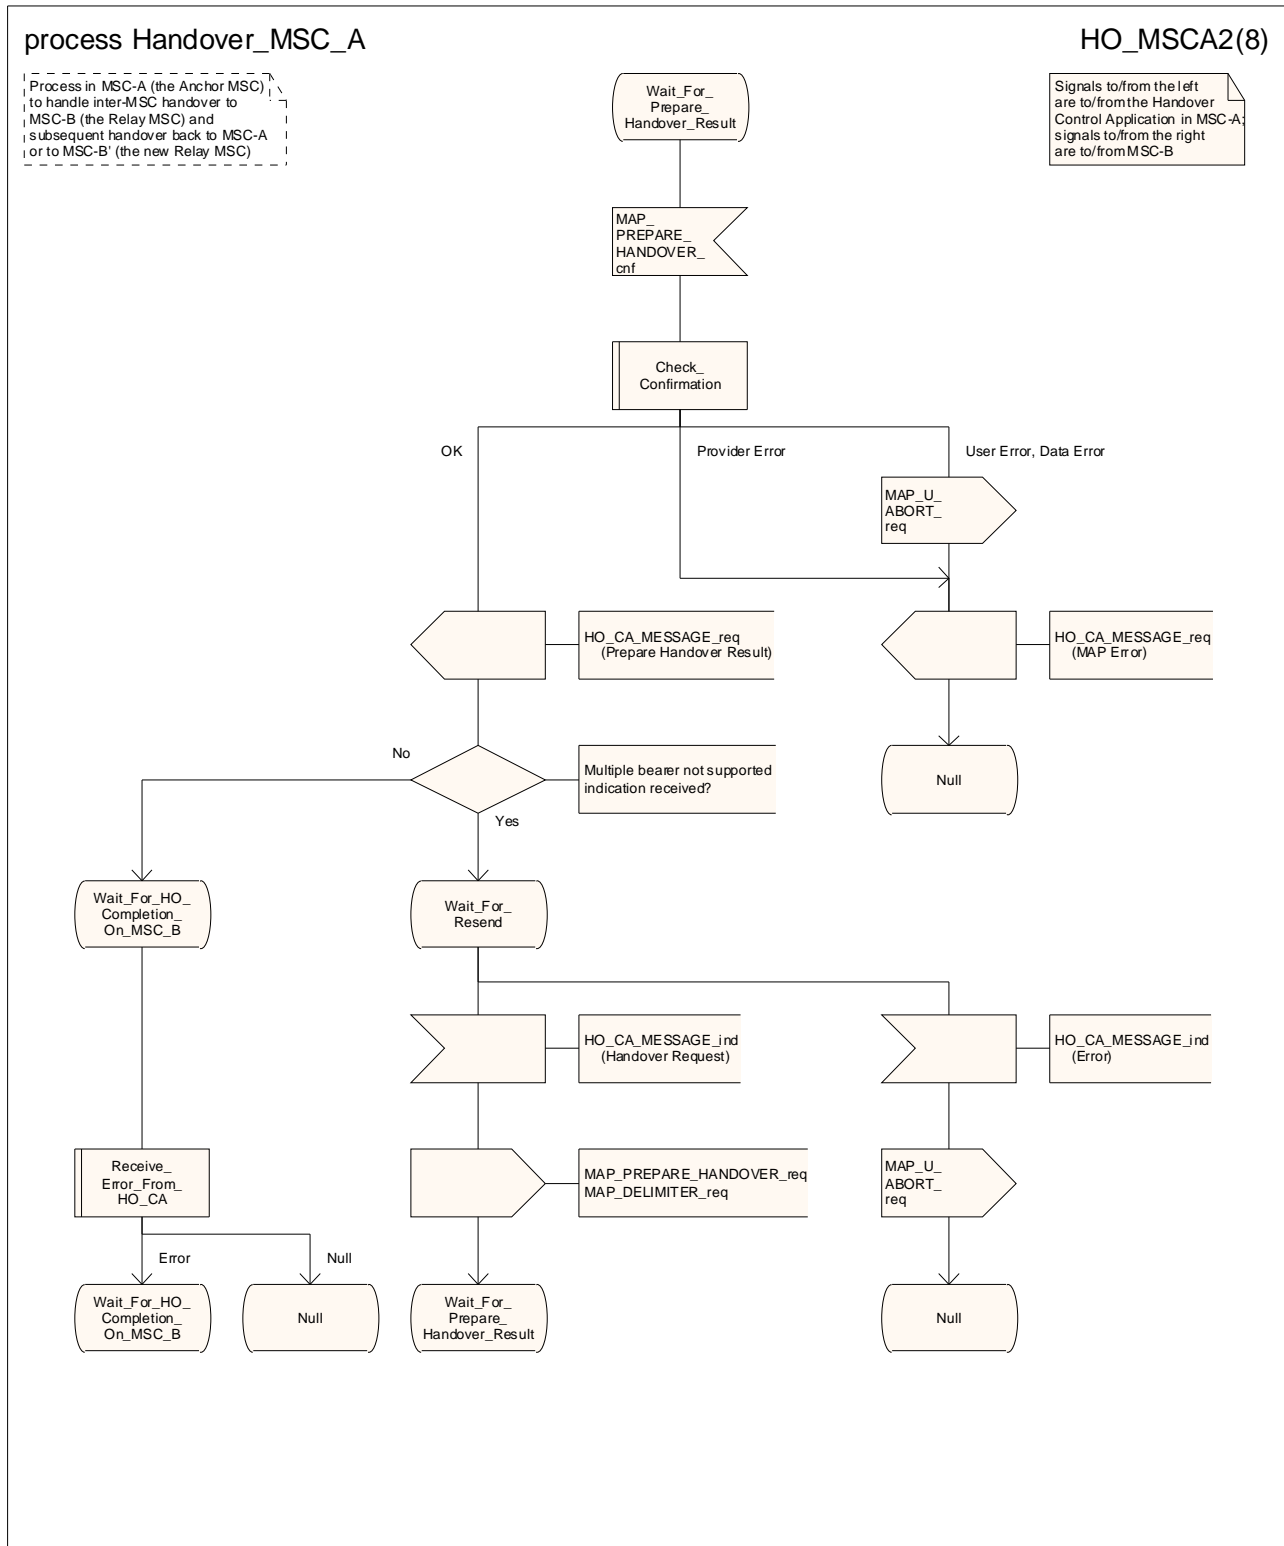 process Handover_MSC_A
HO_MSCA2(8)
Process in MSC-A (the Anchor MSC)
to handle inter-MSC handover to
MSC-B (the Relay MSC) and
subsequent handover back to MSC-A
or to MSC-B' (the new Relay MSC)
Wait_For_
Prepare_
Handover_Result
Signals to/from the left
are to/from the Handover
Control Application in MSC-A;
signals to/from the right
are to/from MSC-B
MAP_
PREPARE_
HANDOVER_
cnf
Check_
Confirmation
OK
Provider Error
User Error, Data Error
MAP_U_
ABORT_
req
HO_CA_MESSAGE_req
(Prepare Handover Result)
HO_CA_MESSAGE_req
(MAP Error)
No
Multiple bearer not supported
indication received?
Null
Yes
Wait_For_HO_
Completion_
On_MSC_B
Wait_For_
Resend
HO_CA_MESSAGE_ind
(Handover Request)
HO_CA_MESSAGE_ind
(Error)
Receive_
Error_From_
HO_CA
MAP_PREPARE_HANDOVER_req
MAP_DELIMITER_req
MAP_U_
ABORT_
req
Error
Null
Wait_For_HO_
Completion_
On_MSC_B
Null
Wait_For_
Prepare_
Handover_Result
Null